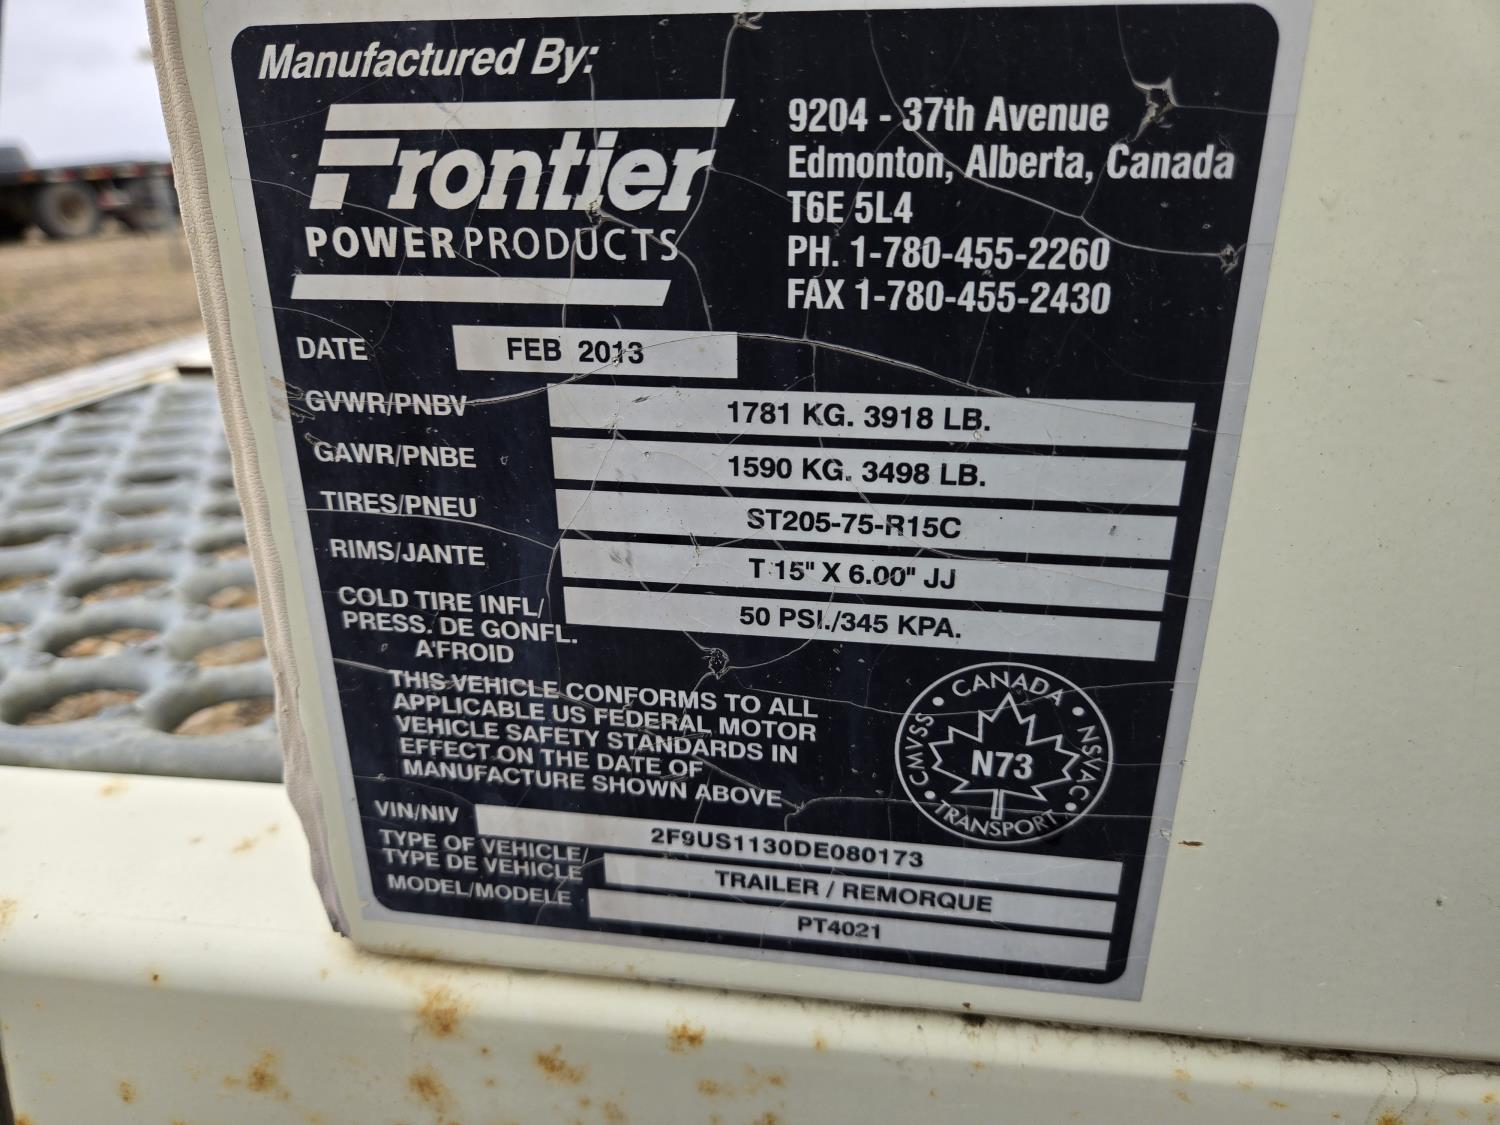 Manufactured By:
Frontier
POWER PRODUCTS
9204 - 37th Avenue
Edmonton, Alberta, Canada
T6E 5L4
PH. 1-780-455-2260
FAX 1-780-455-2430
DATE FEB 2013
GVWR/PNBV 1781 KG. 3918 LB.
GAWR/PNBE 1590 KG. 3498 LB.
TIRES/PNEU ST205-75-R15C
RIMS/JANTE T 15" X 6.00" JJ
COLD TIRE INFL/ 50 PSI./345 KPA.
PRESS. DE GONFL.
A'FROID
THIS VEHICLE CONFORMS TO ALL
APPLICABLE US FEDERAL MOTOR
VEHICLE SAFETY STANDARDS IN
EFFECT ON THE DATE OF
MANUFACTURE SHOWN ABOVE
CANADA • NSVAC • TRANSPORT • CMVSS •
N73
VIN/NIV 2F9US1130DE080173
TYPE OF VEHICLE/ TRAILER / REMORQUE
TYPE DE VEHICLE
MODEL/MODELE PT4021